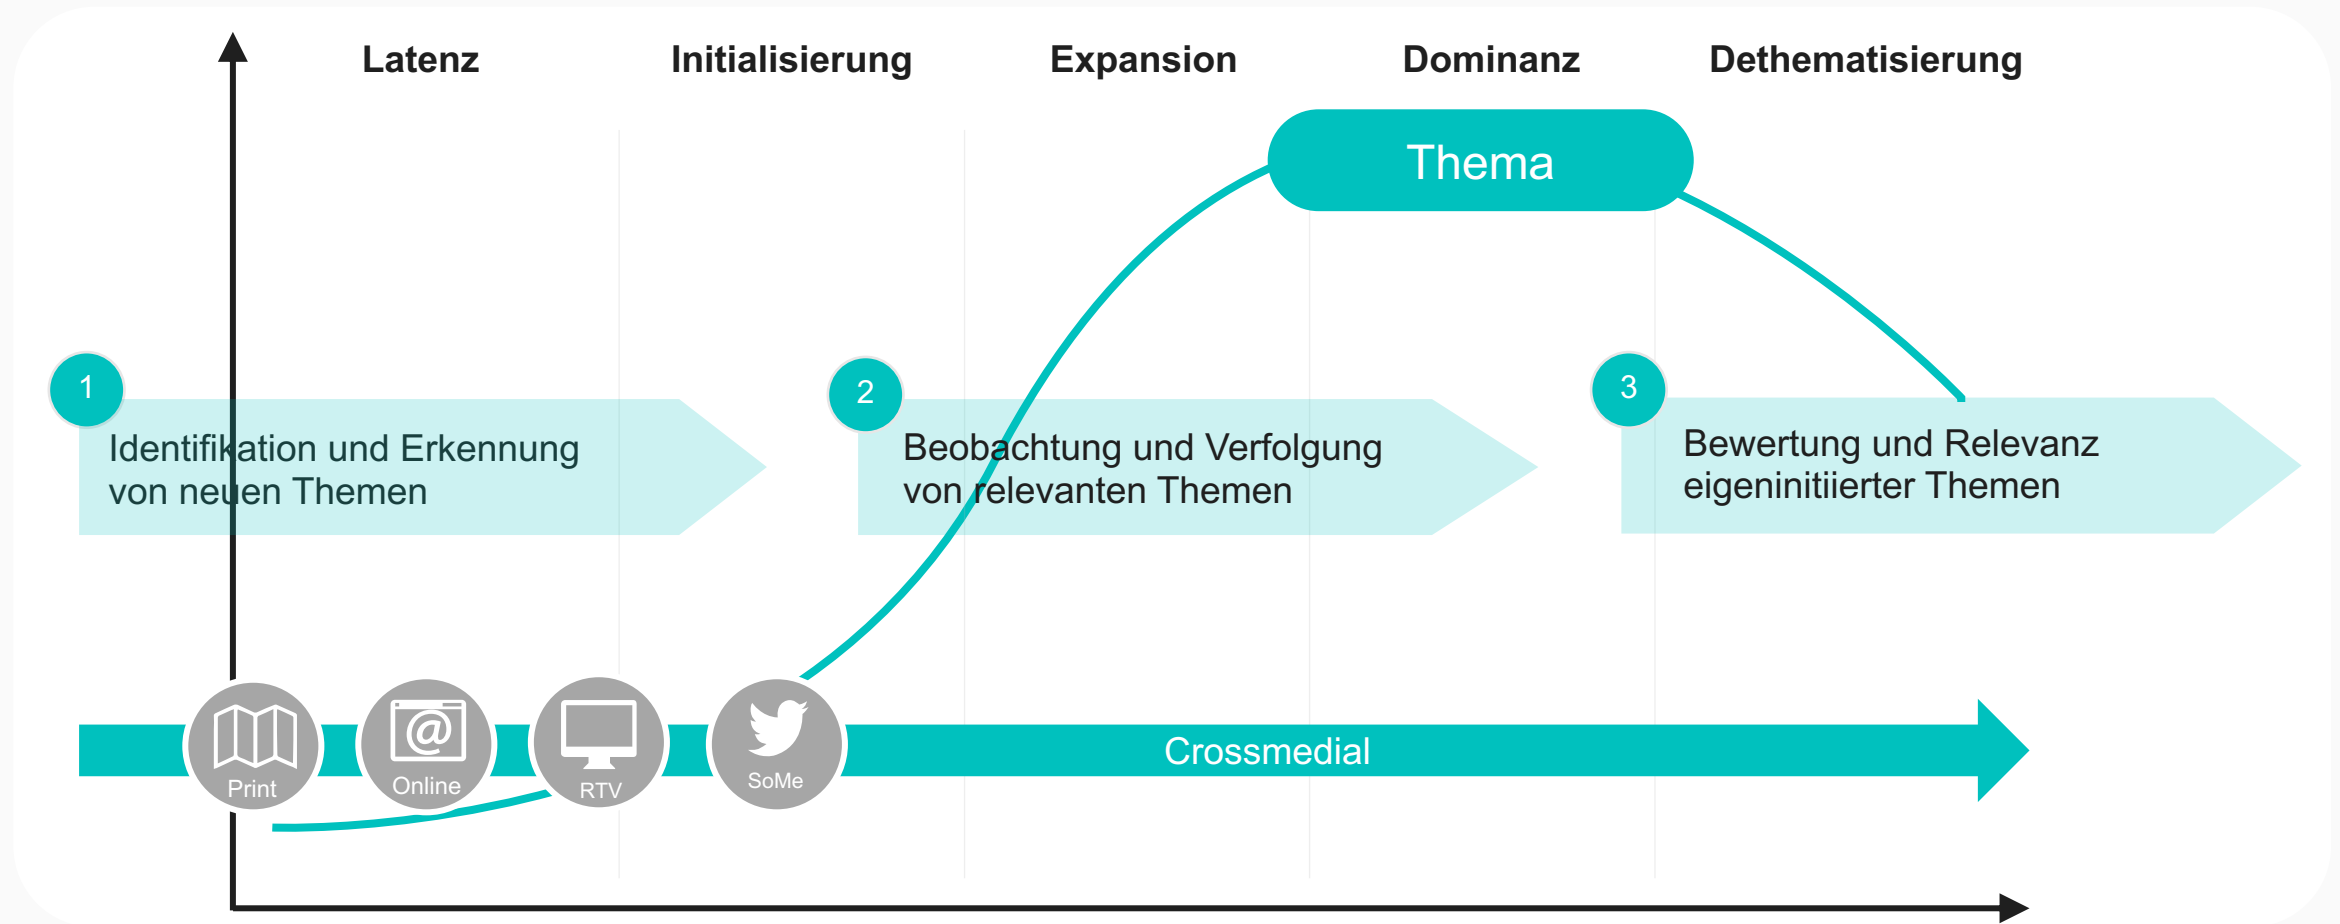 Latenz
Initialisierung
Expansion
Dominanz
Dethematisierung
Thema
1
Identifikation und Erkennung
von neuen Themen
2
Beobachtung und Verfolgung
von relevanten Themen
3
Bewertung und Relevanz
eigeninitiierter Themen
Print
@
Online
RTV
SoMe
Crossmedial